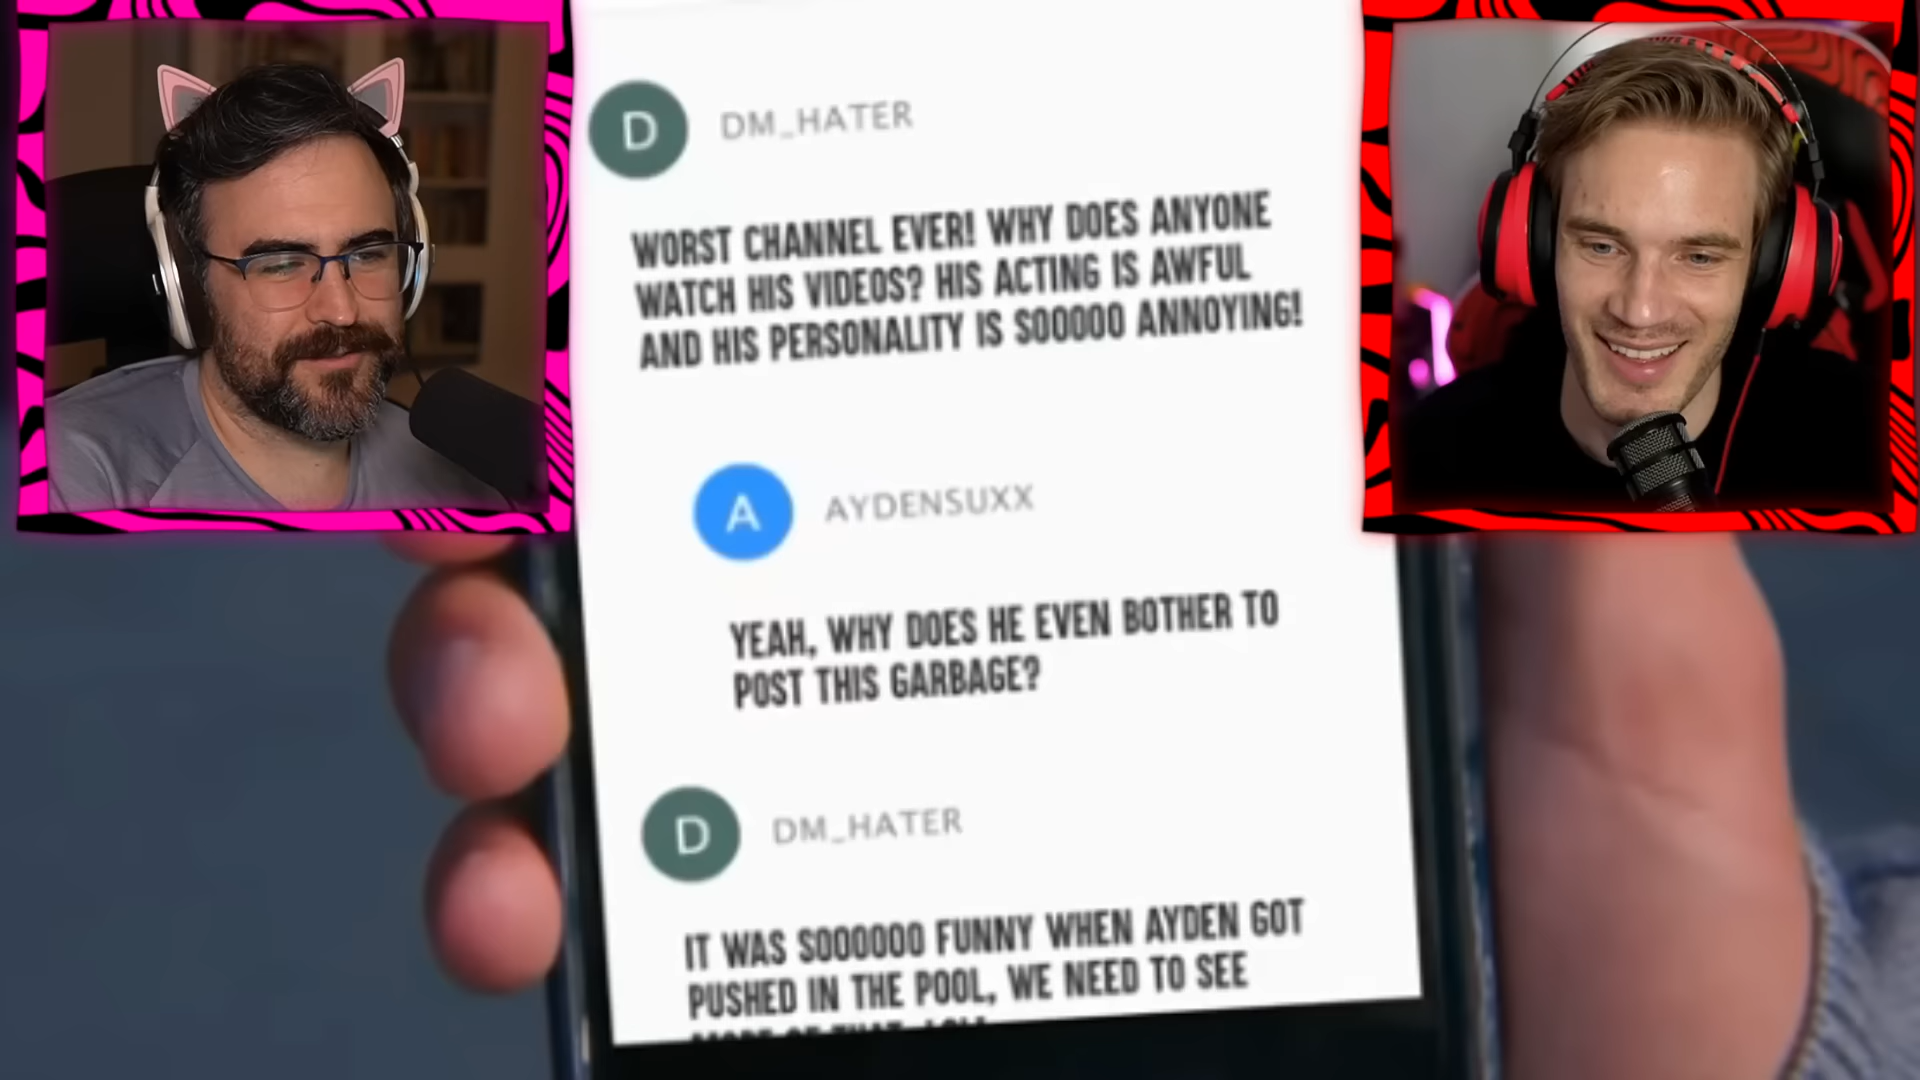 D
DM_HATER
WORST CHANNEL EVER! WHY DOES ANYONE
WATCH HIS VIDEOS? HIS ACTING IS AWFUL
AND HIS PERSONALITY IS SOOOOO ANNOYING!
A
AYDENSUXX
YEAH, WHY DOES HE EVEN BOTHER TO
POST THIS GARBAGE?
D
DM_HATER
IT WAS SOOOOOO FUNNY WHEN AYDEN GOT
PUSHED IN THE POOL, WE NEED TO SEE